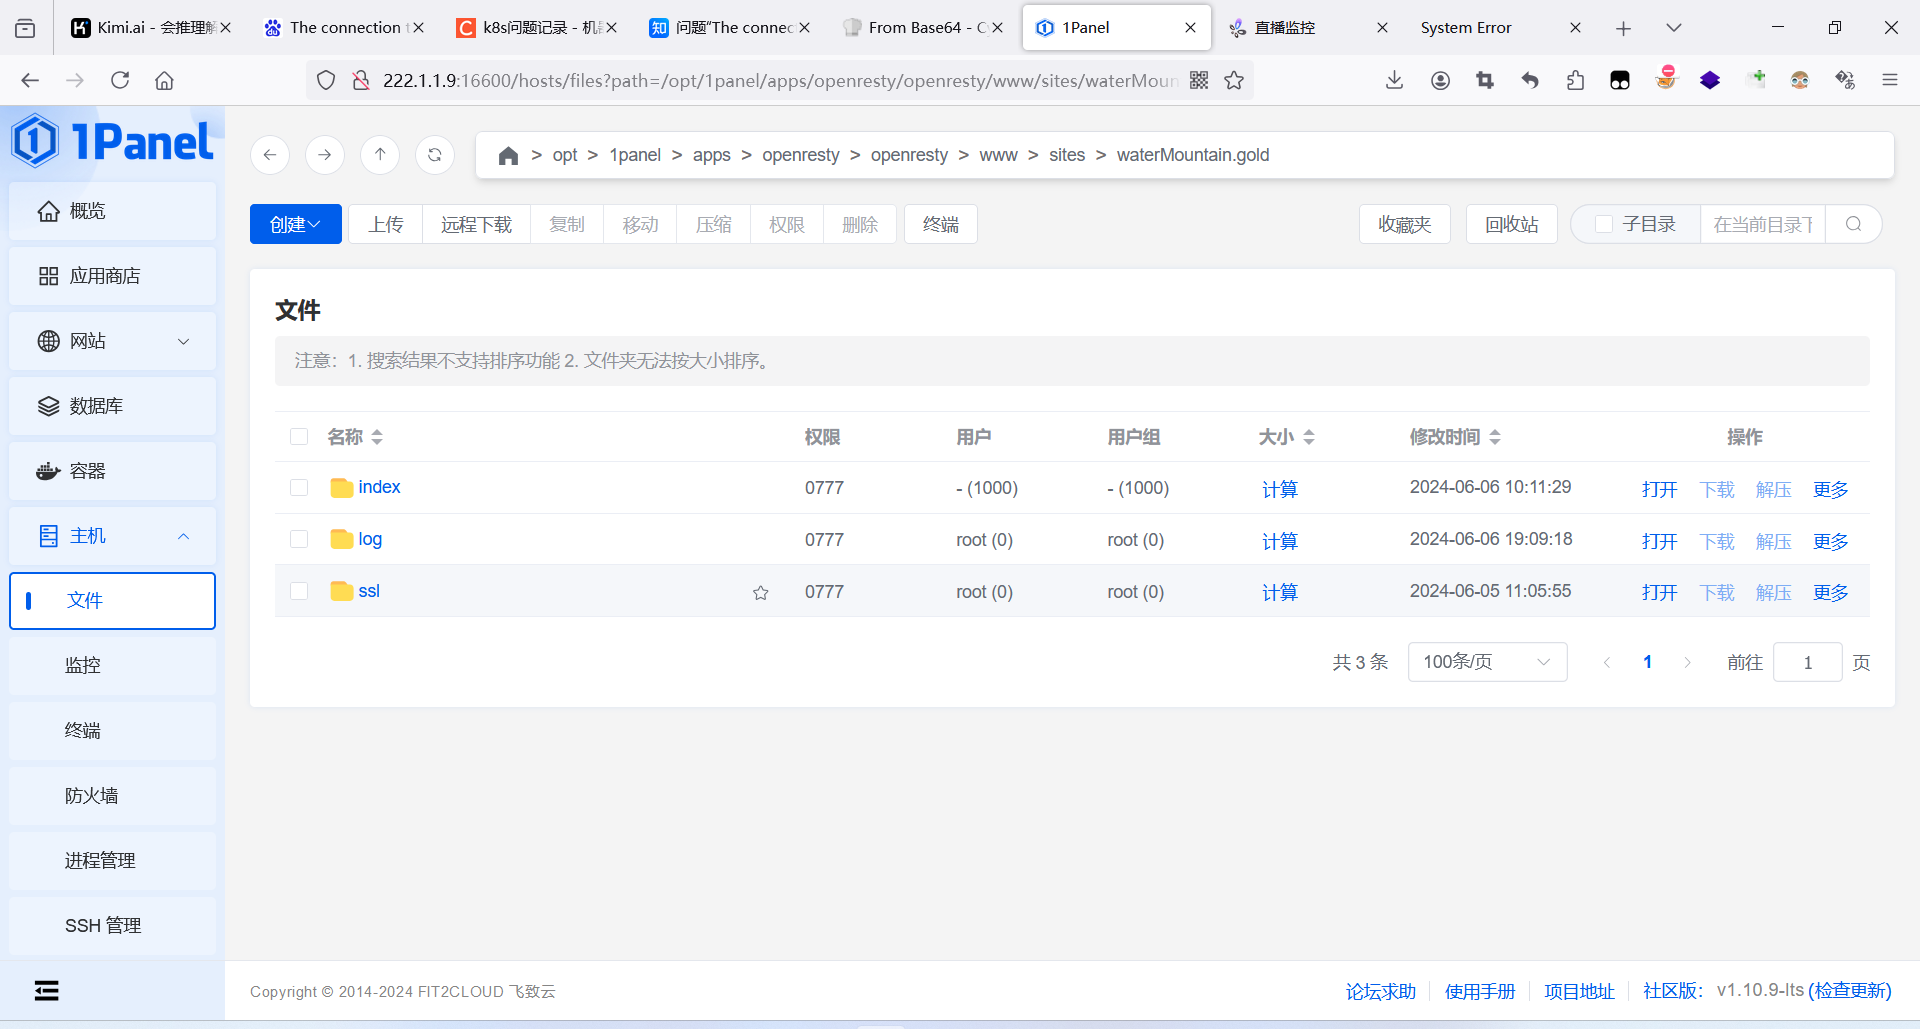 Kimi.ai - 会推理解
The connection t
k8s问题记录 - 机器
问题“The connec
From Base64 - Cy
1Panel
直播监控
System Error
222.1.1.9:16600/hosts/files?path=/opt/1panel/apps/openresty/openresty/www/sites/waterMoun
1Panel
> opt > 1panel > apps > openresty > openresty > www > sites > waterMountain.gold
创建 上传 远程下载 复制 移动 压缩 权限 删除 终端 收藏夹 回收站 子目录 在当前目录下
概览
应用商店
网站
数据库
容器
主机
文件
监控
终端
防火墙
进程管理
SSH 管理
文件
注意：1. 搜索结果不支持排序功能 2. 文件夹无法按大小排序。
名称 权限 用户 用户组 大小 修改时间 操作
index 0777 - (1000) - (1000) 计算 2024-06-06 10:11:29 打开 下载 解压 更多
log 0777 root (0) root (0) 计算 2024-06-06 19:09:18 打开 下载 解压 更多
ssl 0777 root (0) root (0) 计算 2024-06-05 11:05:55 打开 下载 解压 更多
共 3 条 100条/页 1 前往 1 页
Copyright © 2014-2024 FIT2CLOUD 飞致云
论坛求助 使用手册 项目地址 社区版： v1.10.9-lts (检查更新)